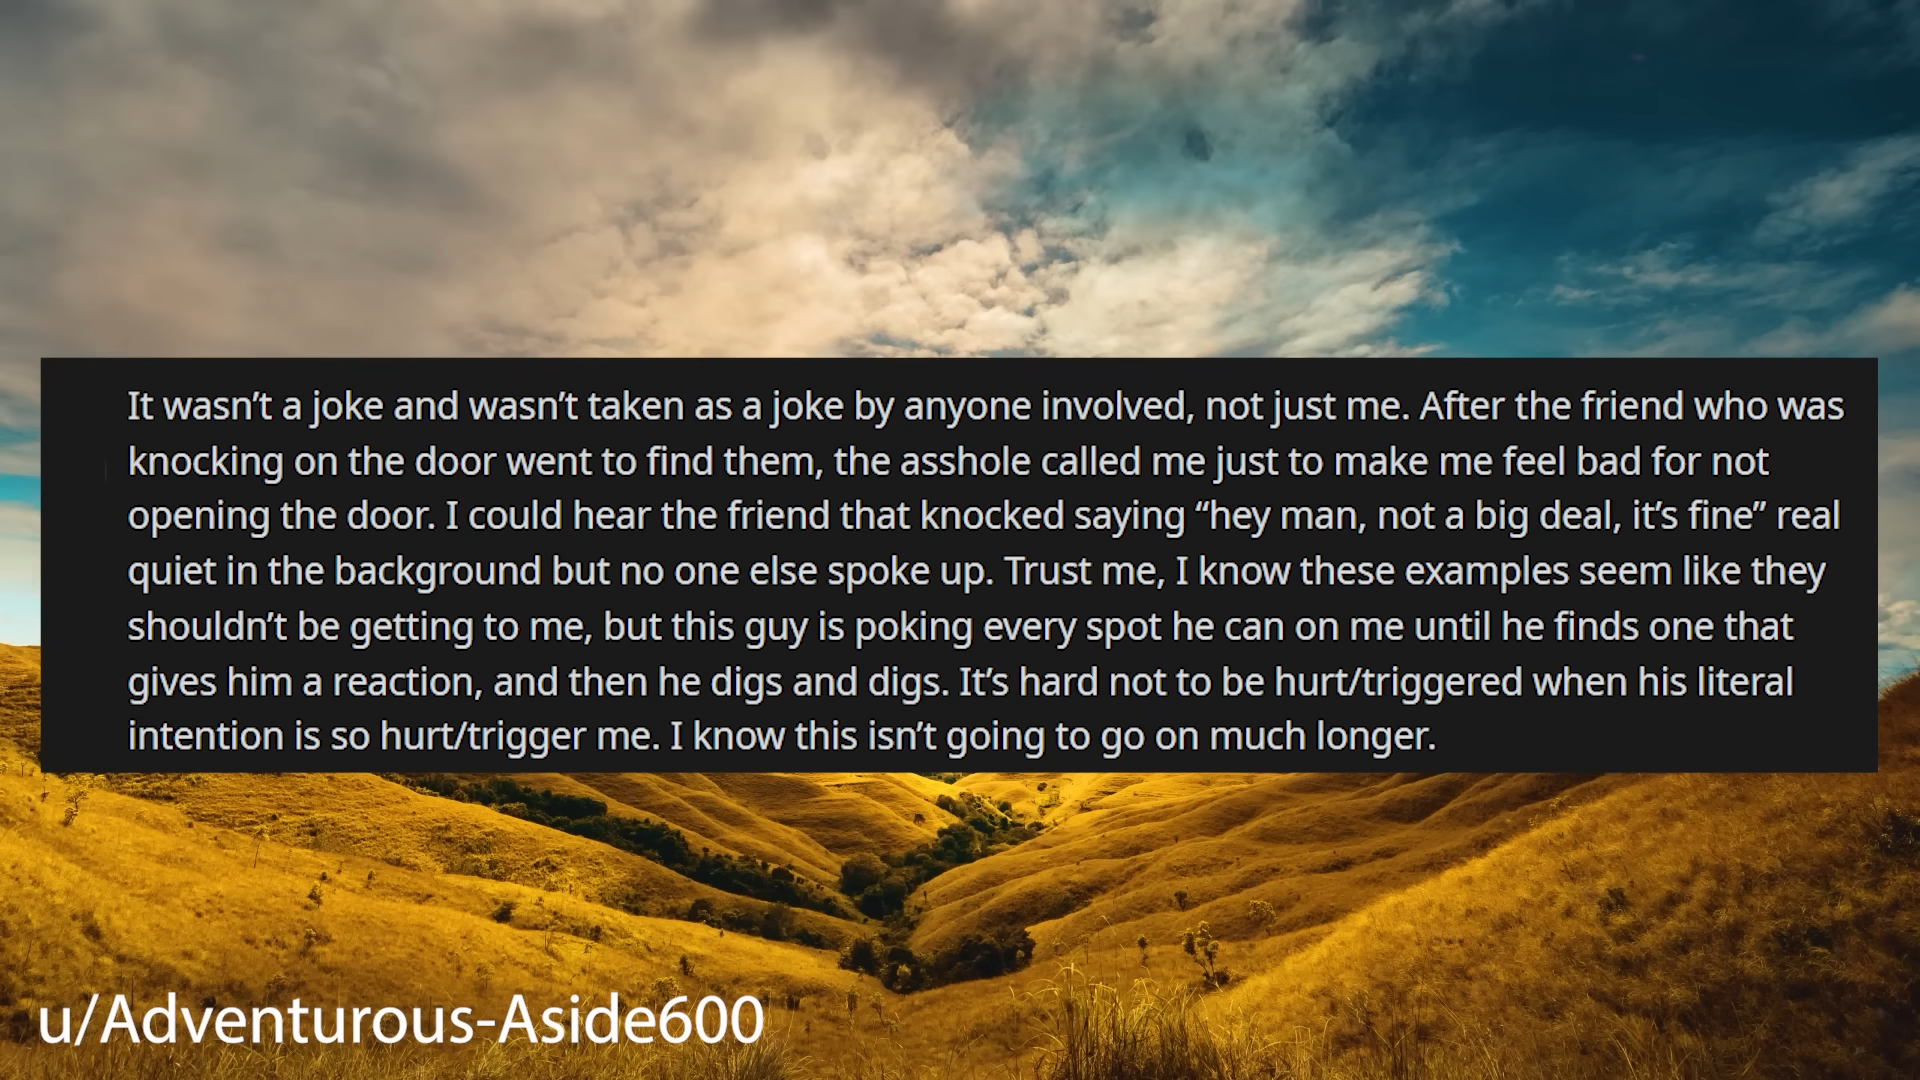 It wasn’t a joke and wasn’t taken as a joke by anyone involved, not just me. After the friend who was
knocking on the door went to find them, the asshole called me just to make me feel bad for not
opening the door. I could hear the friend that knocked saying “hey man, not a big deal, it’s fine” real
quiet in the background but no one else spoke up. Trust me, I know these examples seem like they
shouldn’t be getting to me, but this guy is poking every spot he can on me until he finds one that
gives him a reaction, and then he digs and digs. It’s hard not to be hurt/triggered when his literal
intention is so hurt/trigger me. I know this isn’t going to go on much longer.
u/Adventurous-Aside600